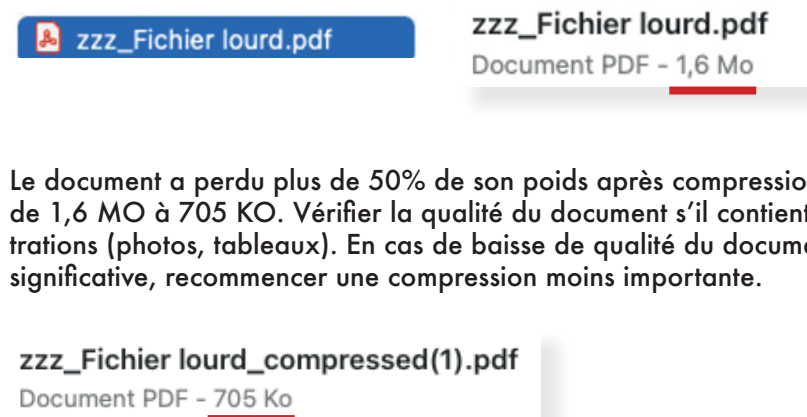 zzz_Fichier lourd.pdf
zzz_Fichier lourd.pdf
Document PDF - 1,6 Mo
Le document a perdu plus de 50% de son poids après compressio
de 1,6 MO à 705 KO. Vérifier la qualité du document s’il contient
trations (photos, tableaux). En cas de baisse de qualité du docum
significative, recommencer une compression moins importante.
zzz_Fichier lourd_compressed(1).pdf
Document PDF - 705 Ko